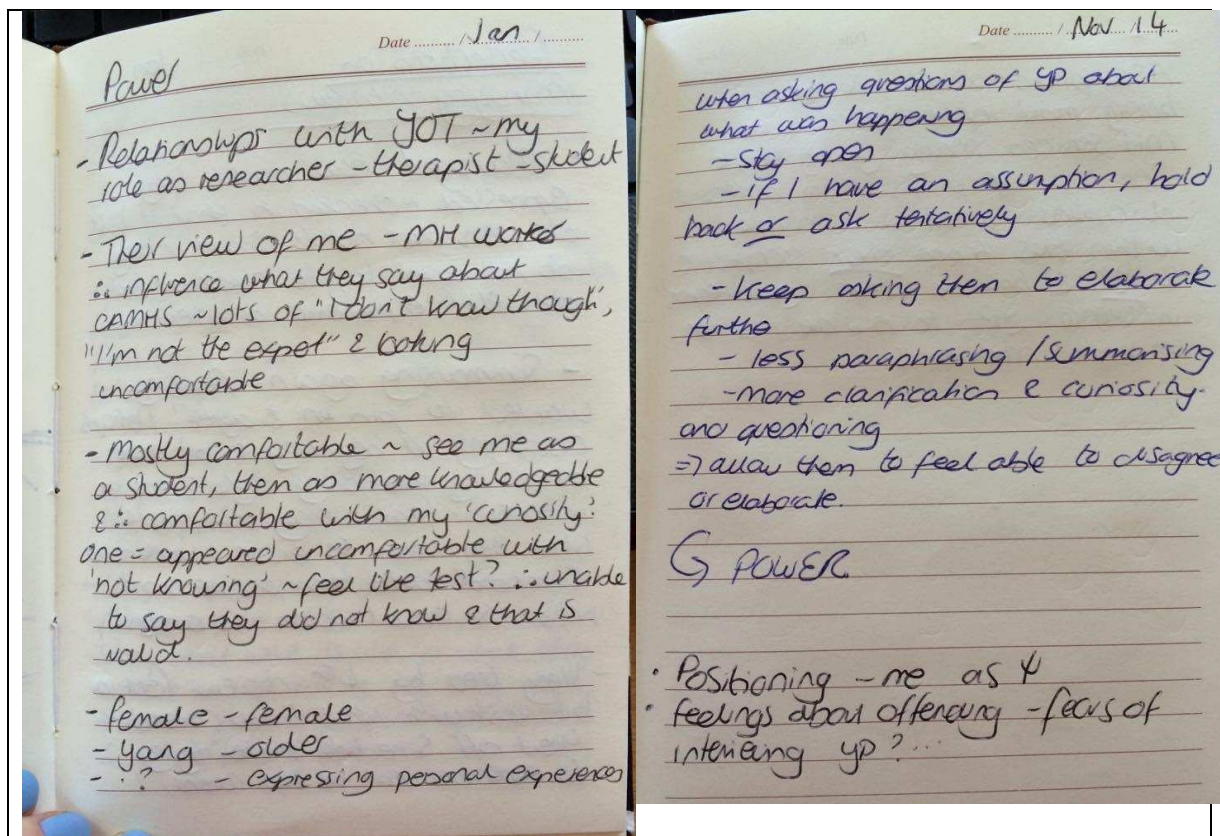 Date ........../ Jan /..........
Power
- Relationships with YOT ~ my
role as researcher - therapist - student
- Their view of me - MH worker
∴ influence what they say about
CAMHS ~ lots of "I don't know though",
"I'm not the expert" & looking
uncomfortable
- Mostly comfortable ~ see me as
a student, them as more knowledgeable
& ∴ comfortable with my 'curiosity'.
One = appeared uncomfortable with
'not knowing' ~ feel like test? ∴ unable
to say they did not know & that is
valid.
- female - female
- young - older
- ∴? - expressing personal experiences
Date ........../ Nov /14
when asking questions of YP about
what was happening
- Stay open
- if I have an assumption, hold
back or ask tentatively
- Keep asking them to elaborate
further
- less paraphrasing / summarising
- more clarification & curiosity.
and questioning
=> allow them to feel able to disagree
or elaborate.
↳ POWER
• Positioning - me as Ψ
• feelings about offending - fears of
interviewing YP?...